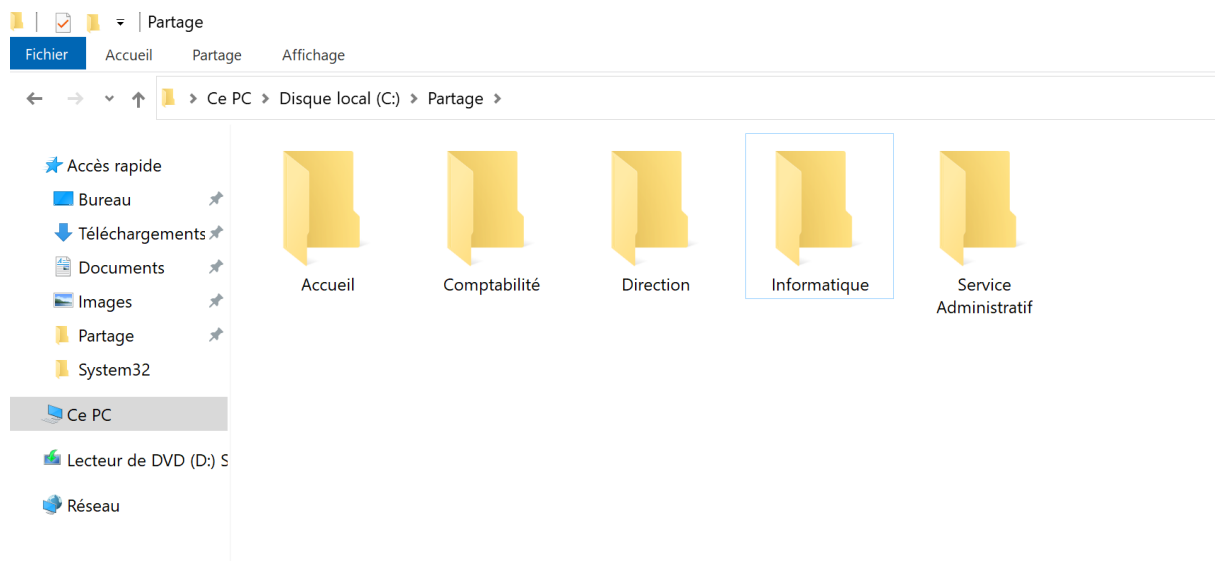 Partage
Fichier Accueil Partage Affichage
Ce PC > Disque local (C:) > Partage >
Accès rapide
Bureau
Téléchargements
Documents
Images
Partage
System32
Ce PC
Lecteur de DVD (D:) S
Réseau
Accueil Comptabilité Direction Informatique Service
Administratif